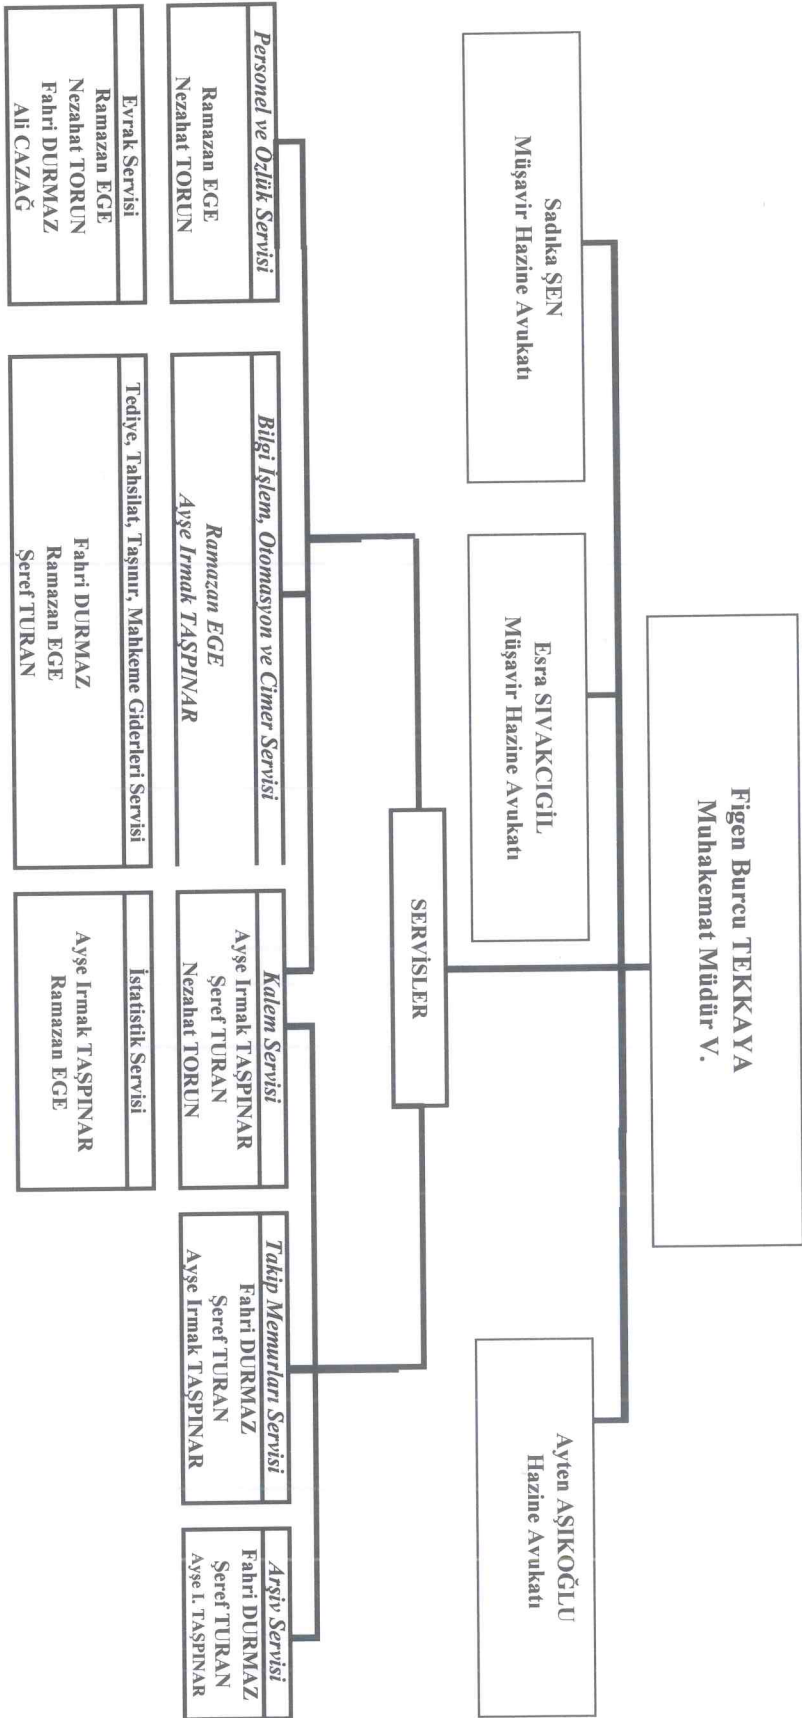 Figen Burcu TEKKAYA
Muhakemat Müdür V.
Sadıka ŞEN
Müşavir Hazine Avukatı
Esra SIVAKCIGİL
Müşavir Hazine Avukatı
Ayten AŞIKOĞLU
Hazine Avukatı
SERVİSLER
Personel ve Özlük Servisi
Ramazan EGE
Nezahat TORUN
Bilgi İşlem, Otomasyon ve Cimer Servisi
Ramazan EGE
Ayşe Irmak TAŞPINAR
Kalem Servisi
Ayşe Irmak TAŞPINAR
Şeref TURAN
Nezahat TORUN
Takip Memurları Servisi
Fahri DURMAZ
Şeref TURAN
Ayşe Irmak TAŞPINAR
Arşiv Servisi
Fahri DURMAZ
Şeref TURAN
Ayşe I. TAŞPINAR
Evrak Servisi
Ramazan EGE
Nezahat TORUN
Fahri DURMAZ
Ali CAZAĞ
Tediye, Tahsilat, Taşınır, Mahkeme Giderleri Servisi
Fahri DURMAZ
Ramazan EGE
Şeref TURAN
İstatistik Servisi
Ayşe Irmak TAŞPINAR
Ramazan EGE